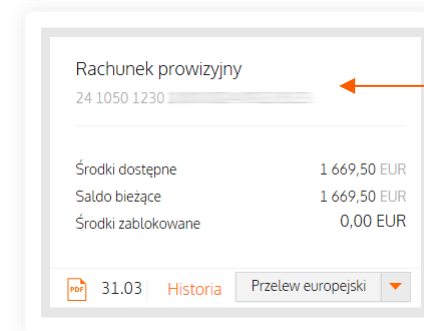 Rachunek prowizyjny
24 1050 1230
Środki dostępne 1 669,50 EUR
Saldo bieżące 1 669,50 EUR
Środki zablokowane 0,00 EUR
PDF 31.03 Historia Przelew europejski